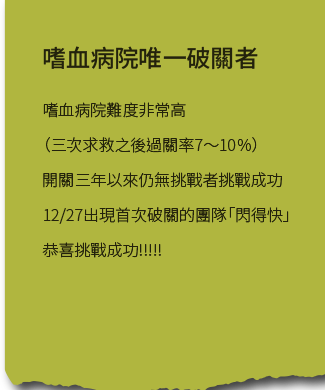 嗜血病院唯一破關者
嗜血病院難度非常高
（三次求救之後過關率7～10%）
開關三年以來仍無挑戰者挑戰成功
12/27出現首次破關的團隊「閃得快」
恭喜挑戰成功!!!!!